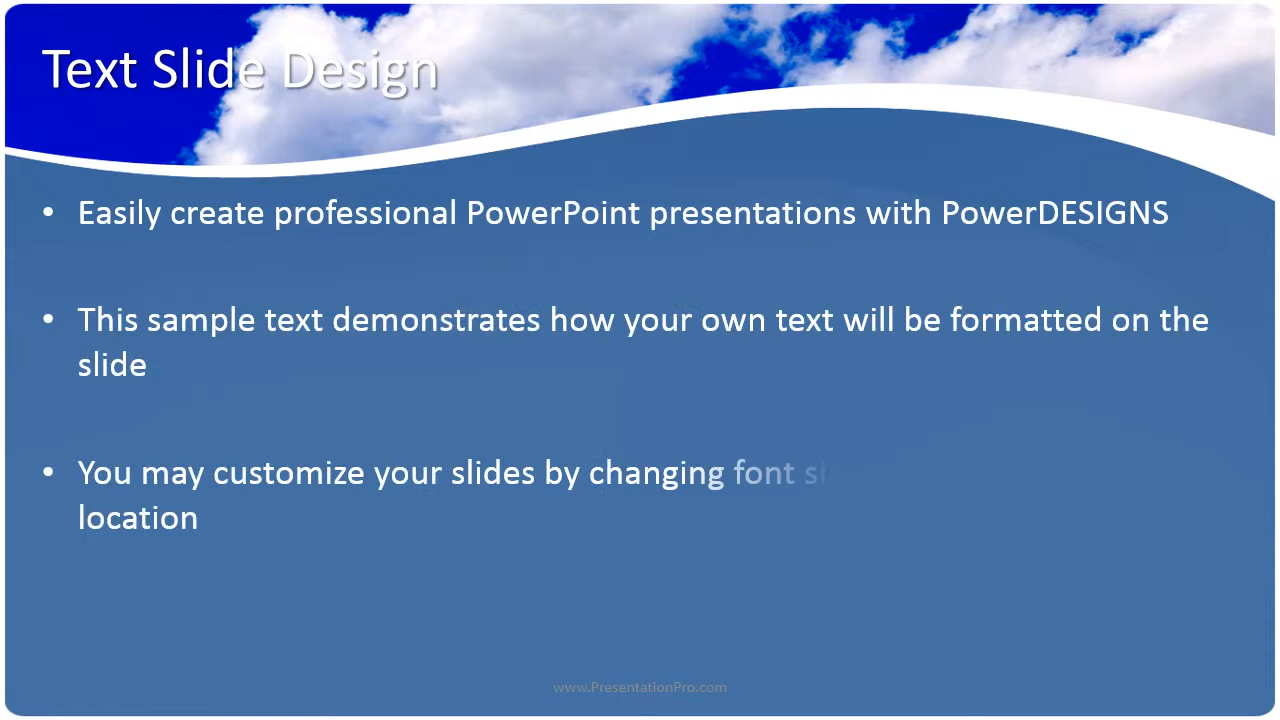 Text Slide Design
• Easily create professional PowerPoint presentations with PowerDESIGNS
• This sample text demonstrates how your own text will be formatted on the
slide
• You may customize your slides by changing font
location
www.PresentationPro.com